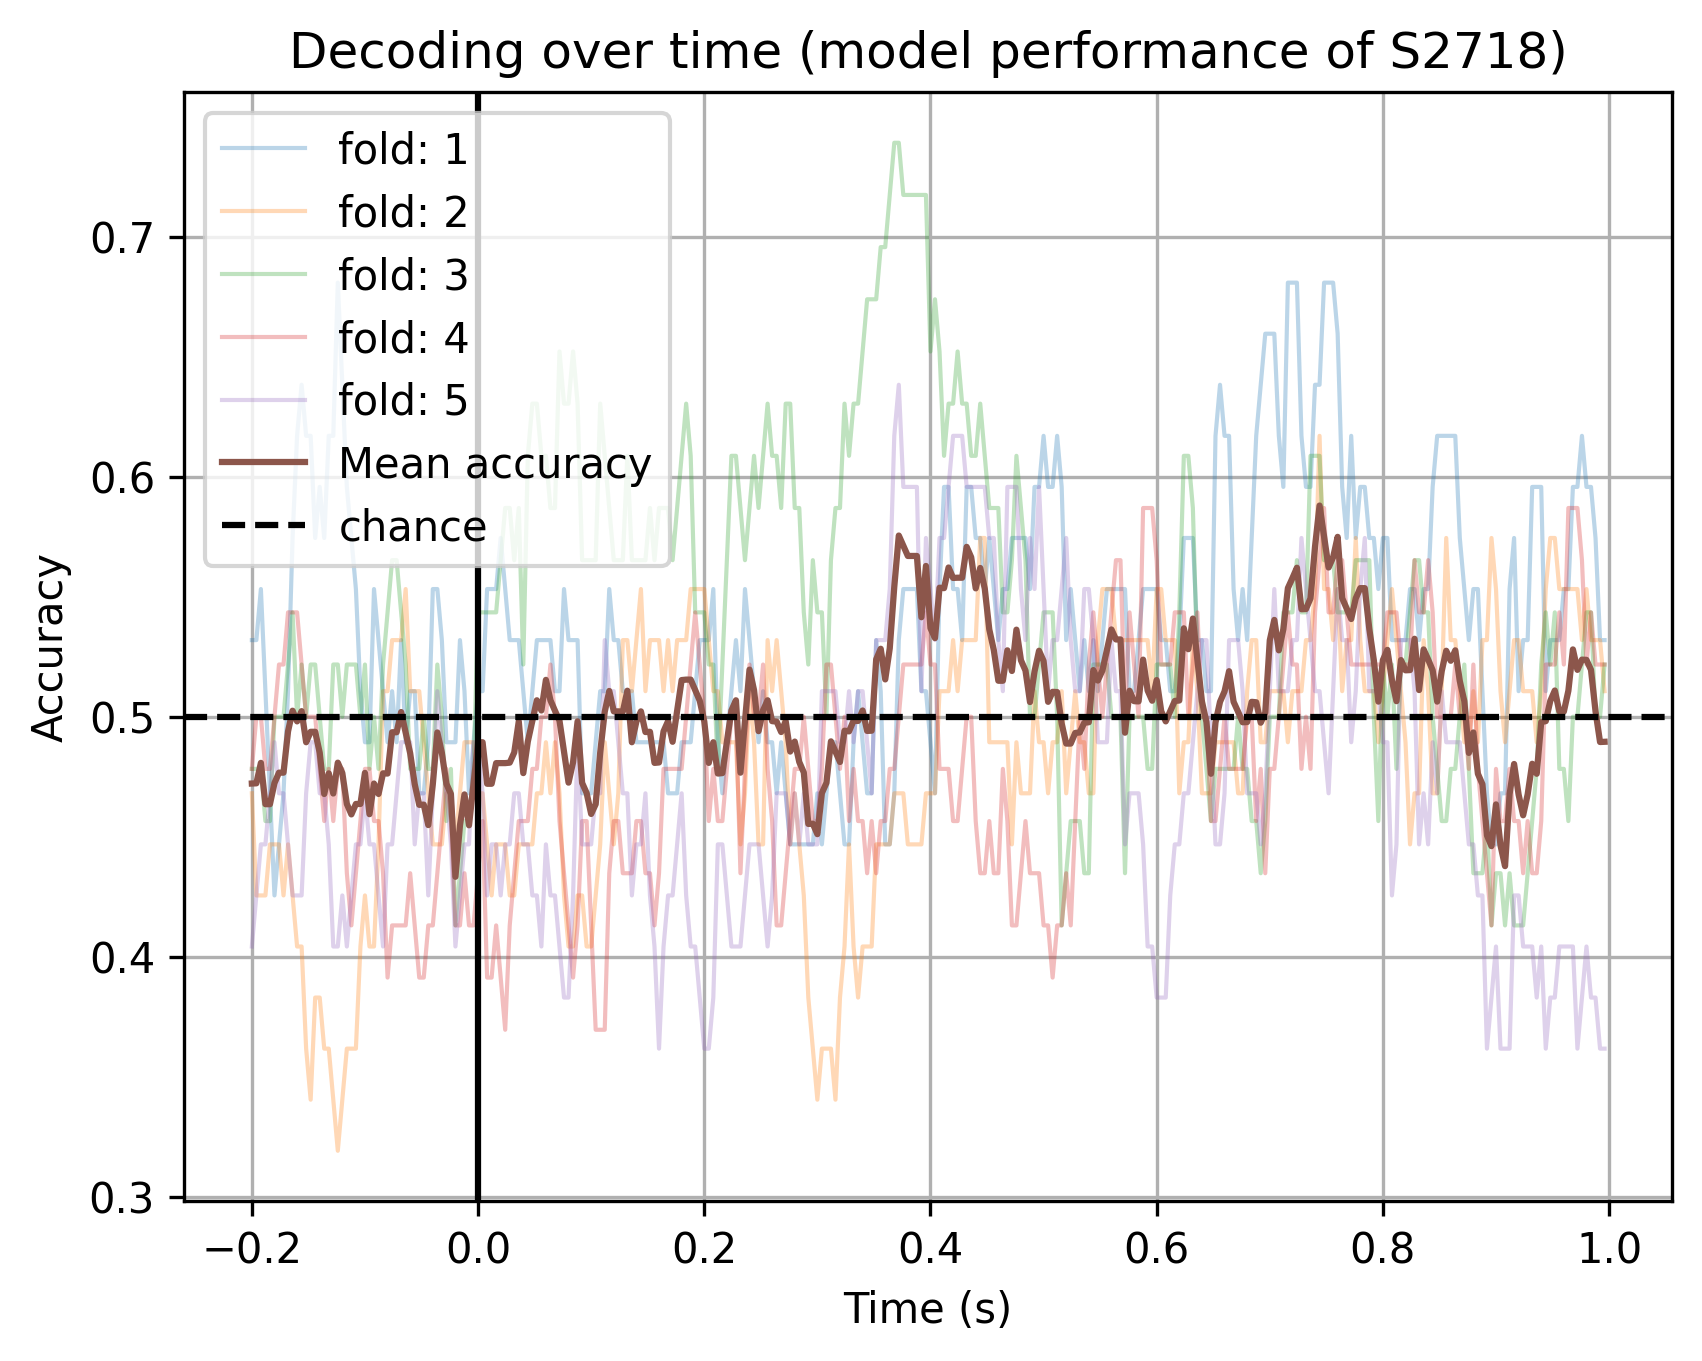 Decoding over time (model performance of S2718)
fold: 1
fold: 2
fold: 3
fold: 4
fold: 5
Mean accuracy
chance
Accuracy
0.7
0.6
0.5
0.4
0.3
−0.2 0.0 0.2 0.4 0.6 0.8 1.0
Time (s)